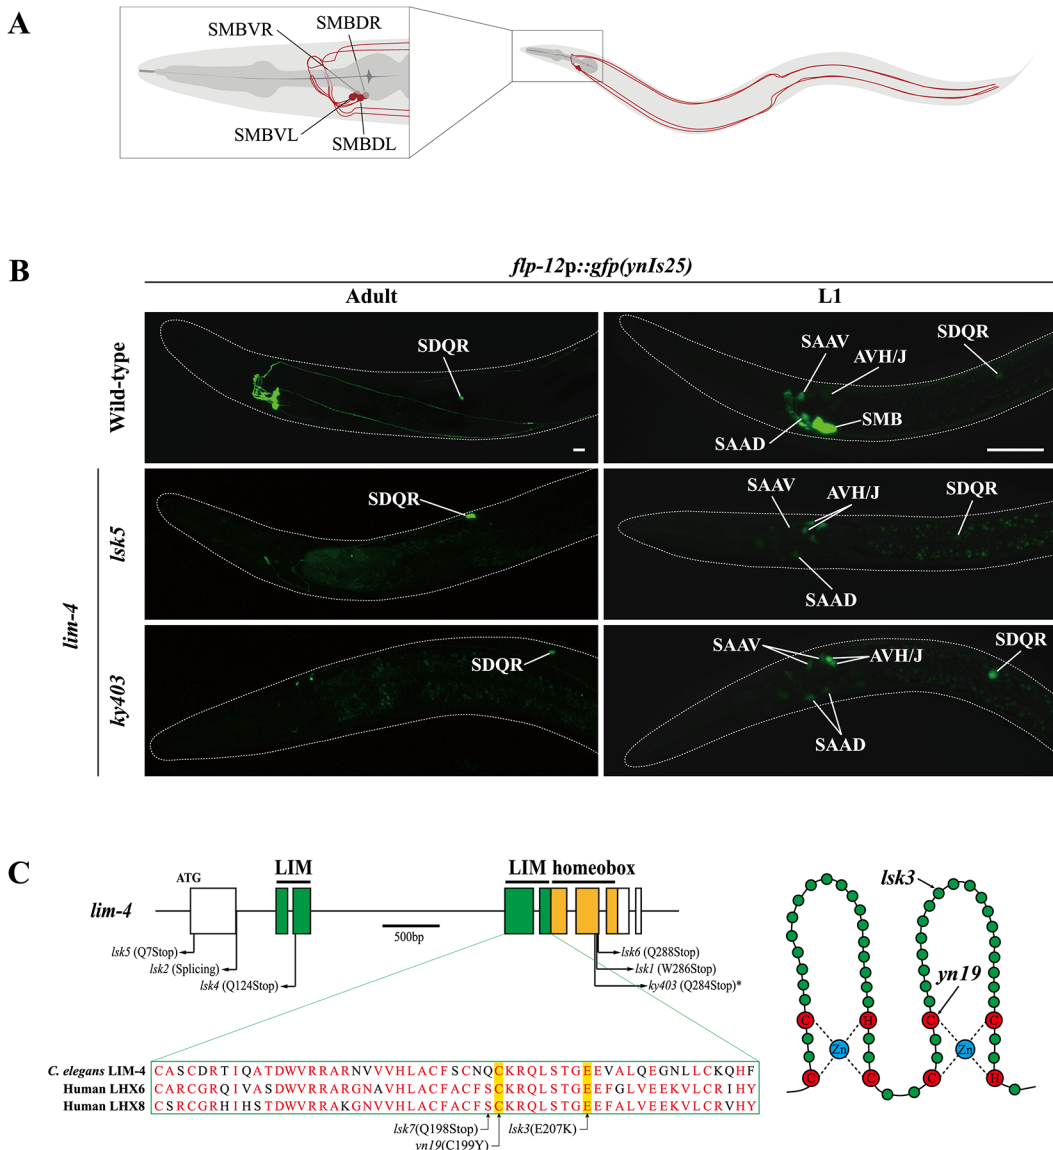 A
SMBVR
SMBDR
SMBVL
SMBDL
B
flp-12p::gfp(ynIs25)
Adult
L1
Wild-type
SDQR
SAAV
AVH/J
SDQR
SMB
SAAD
lim-4
lsk5
SDQR
SAAV
AVH/J
SDQR
SAAD
ky403
SDQR
SAAV
AVH/J
SDQR
SAAD
C
ATG
LIM
LIM
homeobox
lim-4
500bp
lsk5 (Q7Stop)
lsk2 (Splicing)
lsk4 (Q124Stop)
lsk6 (Q288Stop)
lsk1 (W286Stop)
ky403 (Q284Stop)*
C. elegans LIM-4 CASCDRTIQATDWVRRARNVVVHLACFSCNQCKRQLSTGEEVALQEGNLLCKQHF
Human LHX6 CARCGRQIVASDWVRRARGNAVHLACFACFSCKRQLSTGEEFGLVEEKVLCRIHY
Human LHX8 CSRCGRHIHSTDWVRRAKGNVVHLACFACFSCKRQLSTGEEFALVEEKVLCRVHY
lsk7(Q198Stop)
yn19(C199Y)
lsk3(E207K)
lsk3
yn19
C H C C
Zn Zn
C C C H